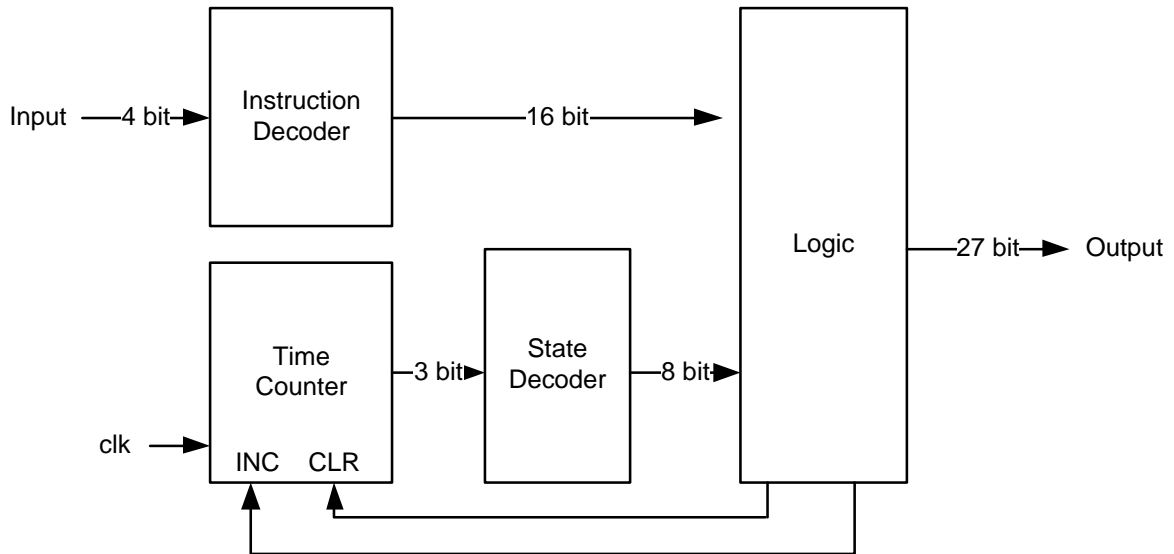 Input
4 bit
Instruction
Decoder
16 bit
Logic
27 bit
Output
Time
Counter
3 bit
State
Decoder
8 bit
clk
INC CLR